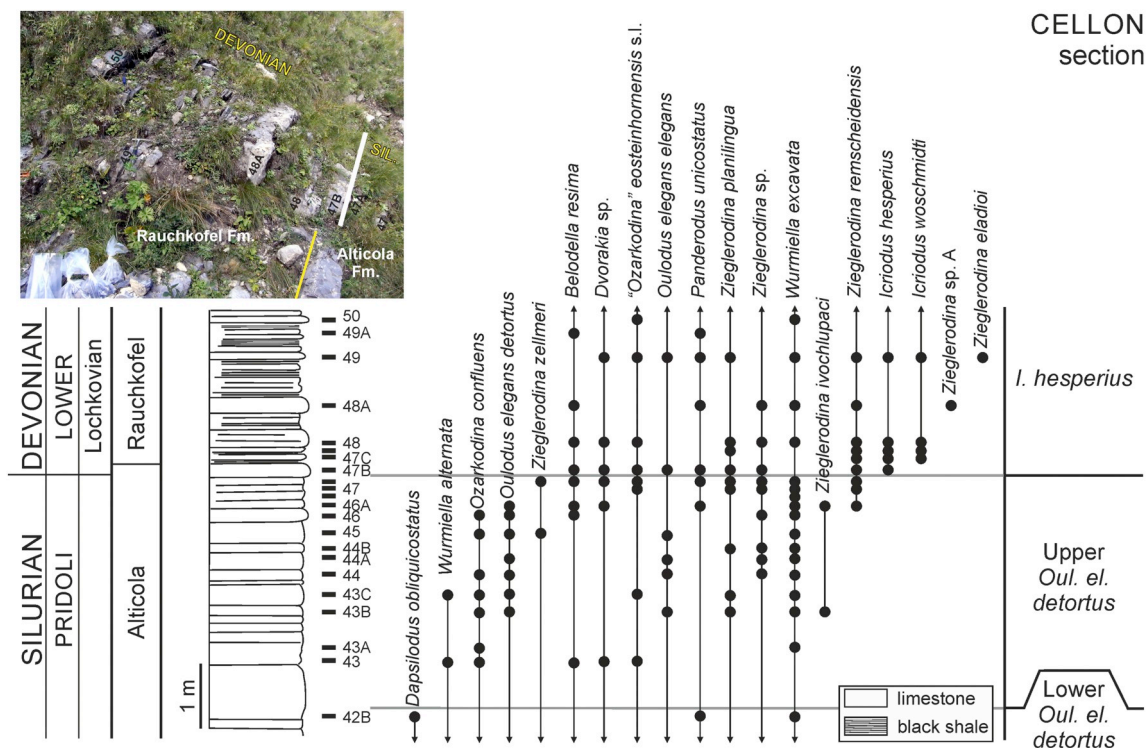 CELLON
section
50
DEVONIAN
48A
SIL.
48
47B
47A
47
Rauchkofel Fm.
Alticola
Fm.
DEVONIAN
LOWER
Lochkovian
Rauchkofel
SILURIAN
PRIDOLI
Alticola
1 m
50
49A
49
48A
48
47C
47B
47
46A
46
45
44B
44A
44
43C
43B
43A
43
42B
Dapsilodus obliquicostatus
Wurmiella alternata
Ozarkodina confluens
Oulodus elegans detortus
Zieglerodina zellmeri
Belodella resima
Dvorakia sp.
"Ozarkodina" eosteinhornensis s.l.
Oulodus elegans elegans
Panderodus unicostatus
Zieglerodina planilingua
Zieglerodina sp.
Wurmiella excavata
Zieglerodina ivochlupaci
Zieglerodina remscheidensis
Icriodus hesperius
Icriodus woschmidti
Zieglerodina sp. A
Zieglerodina eladioi
I. hesperius
Upper
Oul. el.
detortus
Lower
Oul. el.
detortus
limestone
black shale